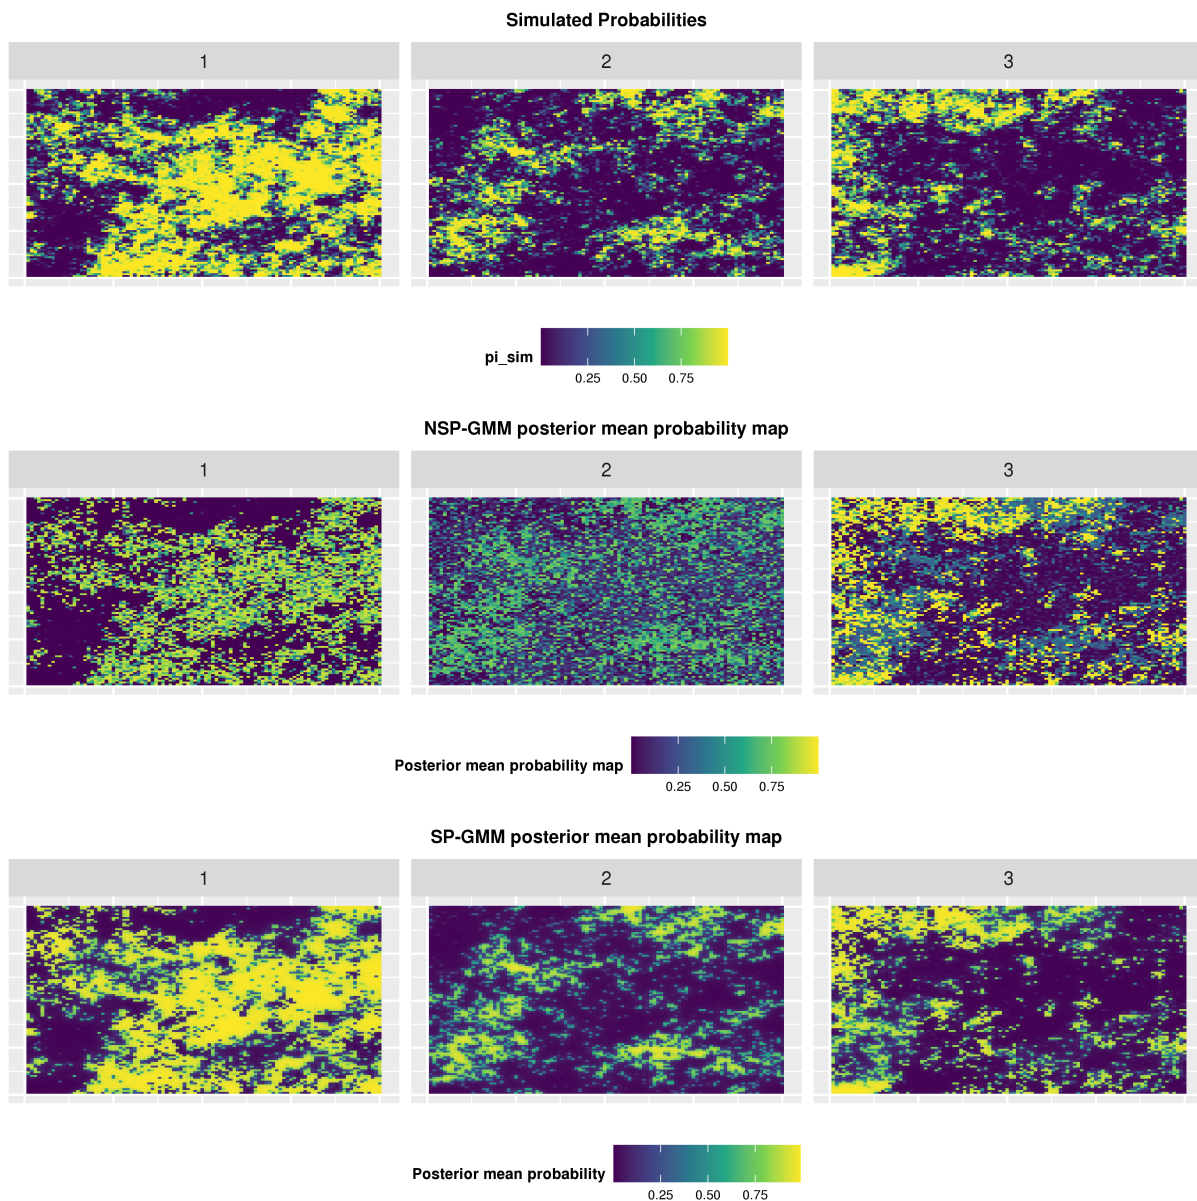 Simulated Probabilities
1 2 3
pi_sim
0.25 0.50 0.75
NSP-GMM posterior mean probability map
1 2 3
Posterior mean probability map
0.25 0.50 0.75
SP-GMM posterior mean probability map
1 2 3
Posterior mean probability
0.25 0.50 0.75